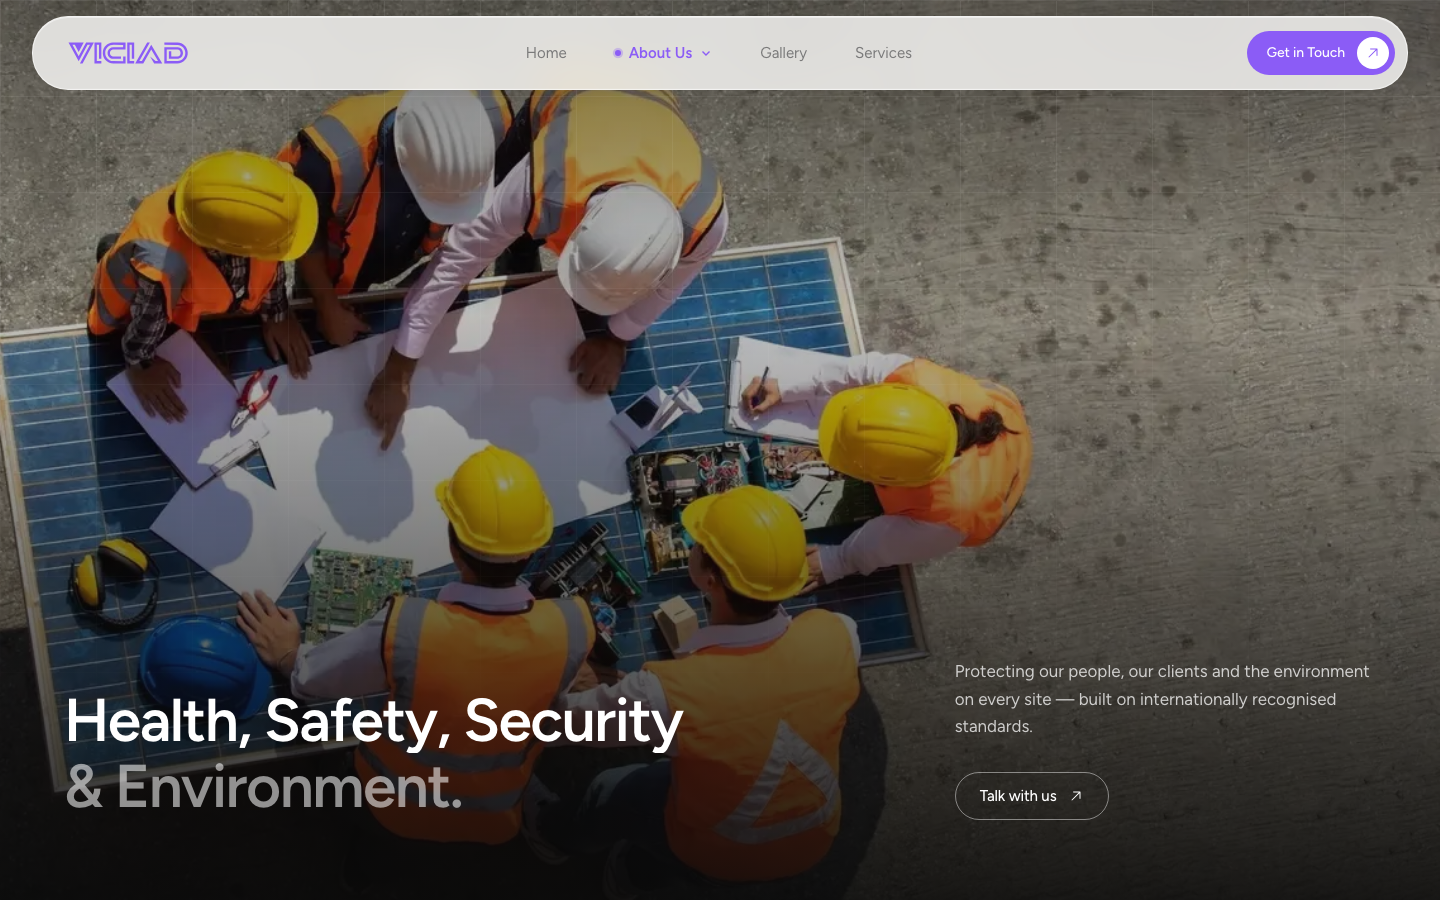 VICIAD
Home
About Us
Gallery
Services
Get in Touch
Health, Safety, Security
& Environment.
Protecting our people, our clients and the environment
on every site — built on internationally recognised
standards.
Talk with us